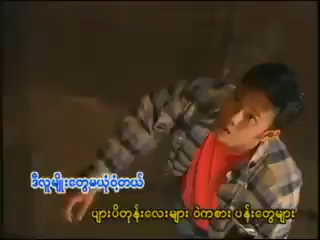 ဒီလူမျိုးတွေမယုံဝံ့တယ်
ပျားပိတုန်းလေးများ ဝဲကစား ပန်းတွေများ